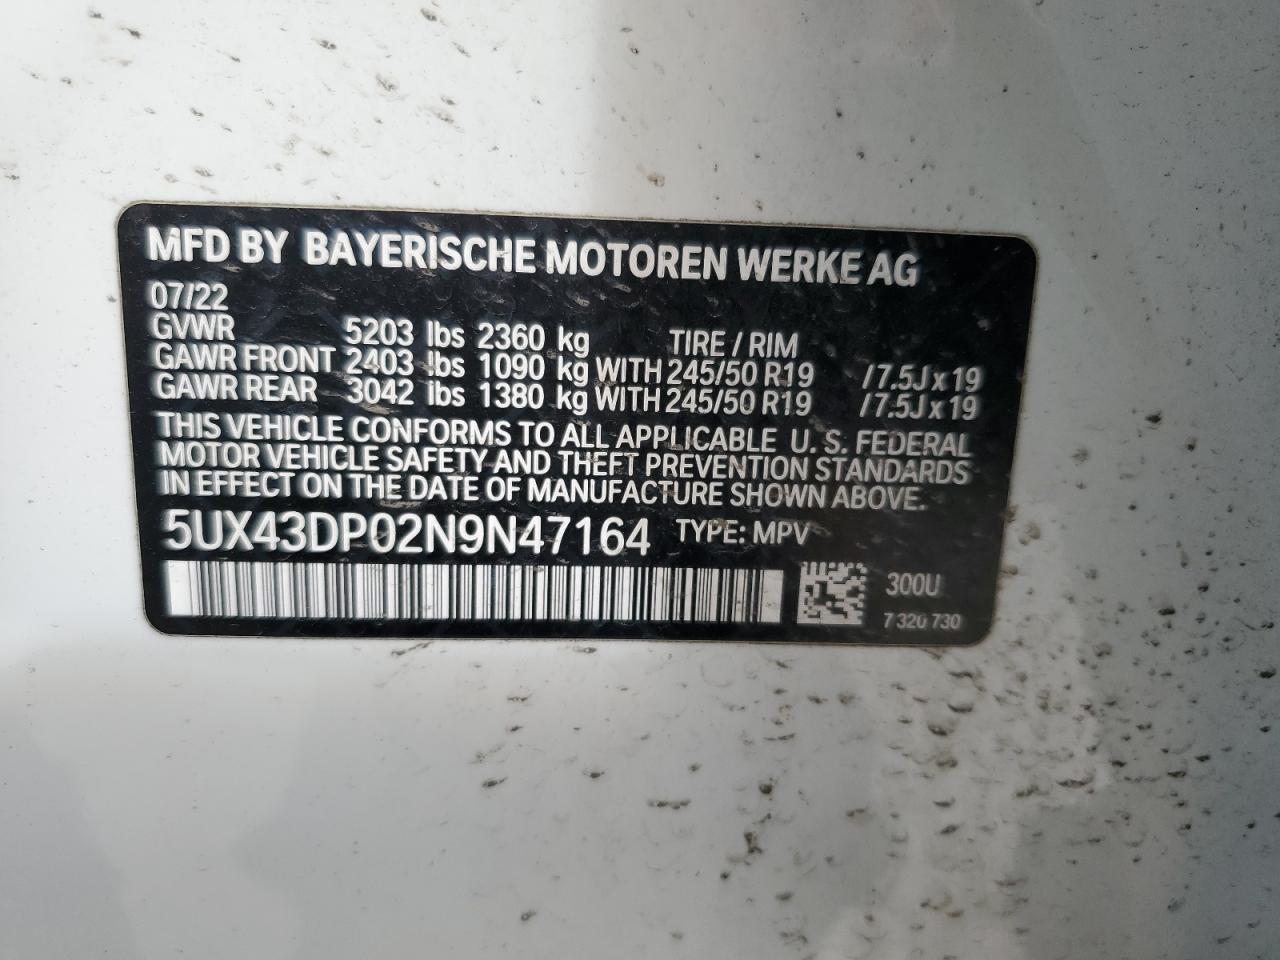 MFD BY BAYERISCHE MOTOREN WERKE AG
07/22
GVWR 5203 lbs 2360 kg TIRE / RIM
GAWR FRONT 2403 lbs 1090 kg WITH 245/50 R19 / 7.5J x 19
GAWR REAR 3042 lbs 1380 kg WITH 245/50 R19 / 7.5J x 19
THIS VEHICLE CONFORMS TO ALL APPLICABLE U. S. FEDERAL
MOTOR VEHICLE SAFETY AND THEFT PREVENTION STANDARDS
IN EFFECT ON THE DATE OF MANUFACTURE SHOWN ABOVE.
5UX43DP02N9N47164 TYPE: MPV
300U
7 320 730